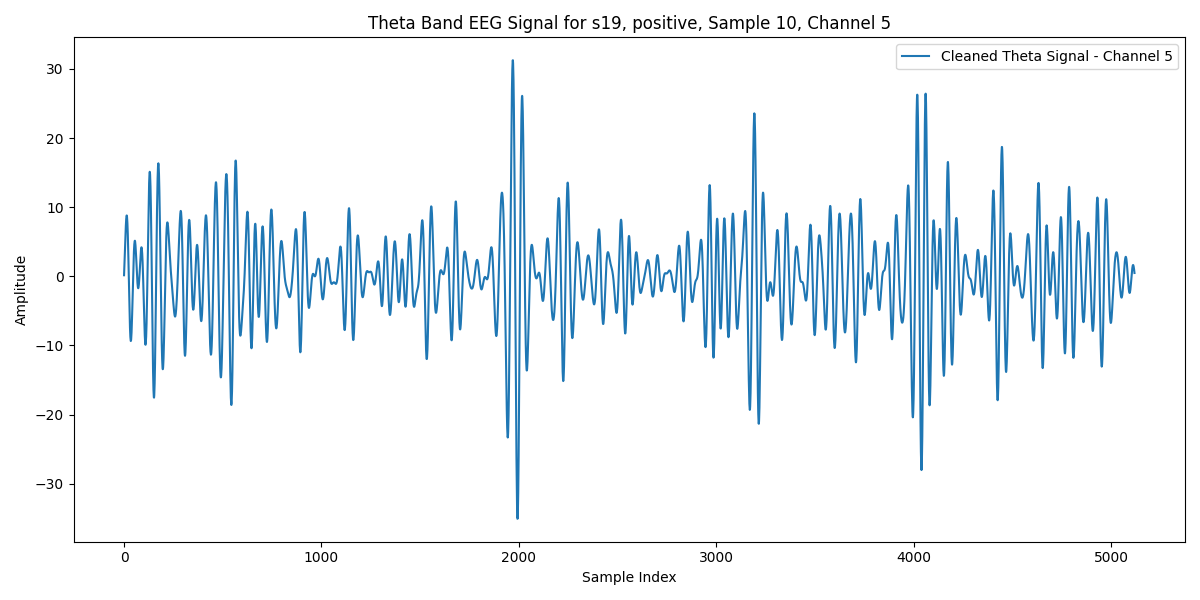 Theta Band EEG Signal for s19, positive, Sample 10, Channel 5
Cleaned Theta Signal - Channel 5
Amplitude
30
20
10
0
−10
−20
−30
0 1000 2000 3000 4000 5000
Sample Index